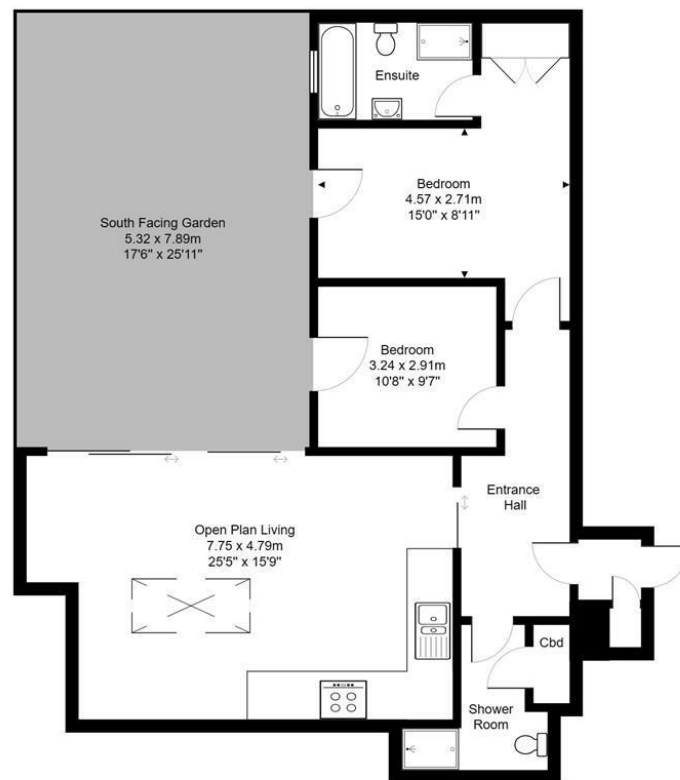 Ensuite
Bedroom
4.57 x 2.71m
15'0" x 8'11"
South Facing Garden
5.32 x 7.89m
17'6" x 25'11"
Bedroom
3.24 x 2.91m
10'8" x 9'7"
Entrance
Hall
Open Plan Living
7.75 x 4.79m
25'5" x 15'9"
Cbd
Shower
Room